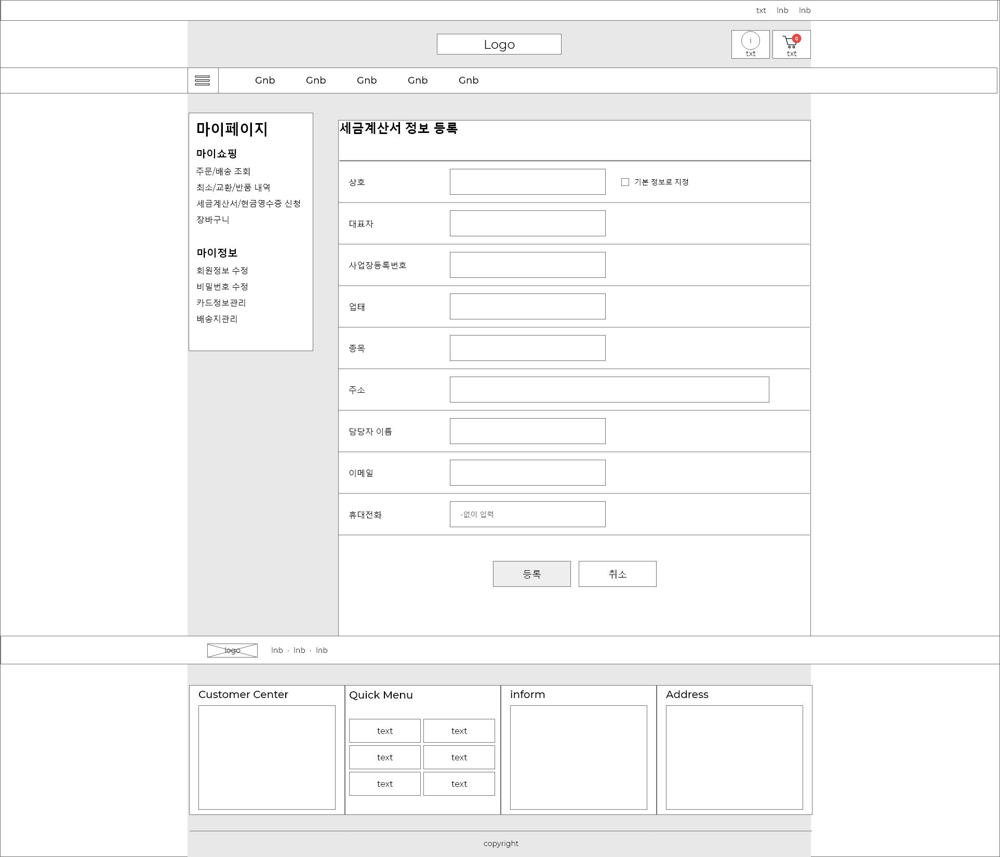 txt lnb lnb
Logo
i
txt
0
txt
Gnb Gnb Gnb Gnb Gnb
마이페이지
마이쇼핑
주문/배송 조회
최소/교환/반품 내역
세금계산서/현금영수증 신청
장바구니
마이정보
회원정보 수정
비밀번호 수정
카드정보관리
배송지관리
세금계산서 정보 등록
상호
기본 정보로 지정
대표자
사업장등록번호
업태
종목
주소
담당자 이름
이메일
휴대전화
-없이 입력
등록 취소
logo lnb · lnb · lnb
Customer Center
Quick Menu
text text
text text
text text
inform
Address
copyright